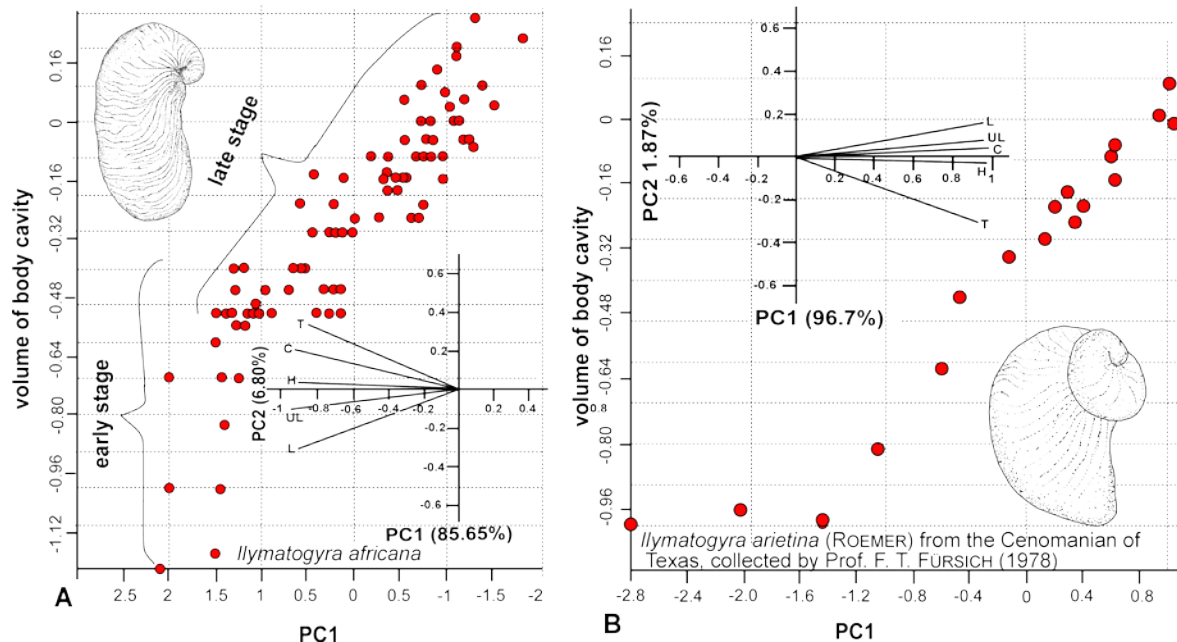 volume of body cavity
0.16
0
-0.16
-0.32
-0.48
-0.64
-0.80
-0.96
-1.12
late stage
early stage
0.6
0.4
0.2
-0.2
-0.4
-0.6
-1
-0.8
-0.6
-0.4
-0.2
0.2
0.4
T
C
H
UL
L
PC2 (6.80%)
PC1 (85.65%)
Ilymatogyra africana
A
2.5 2 1.5 1 0.5 0 -0.5 -1 -1.5 -2
PC1
volume of body cavity
0.16
0
-0.16
-0.32
-0.48
-0.64
-0.80
-0.96
0.8
PC2 1.87%)
0.6
0.4
0.2
-0.2
-0.4
-0.6
-0.6 -0.4 -0.2 0.2 0.4 0.6 0.8 1
L
UL
C
H
T
PC1 (96.7%)
Ilymatogyra arietina (ROEMER) from the Cenomanian of
Texas, collected by Prof. F. T. FÜRSICH (1978)
B
-2.8 -2.4 -1.6 -1.2 -0.8 -0.4 0 0.4 0.8
PC1